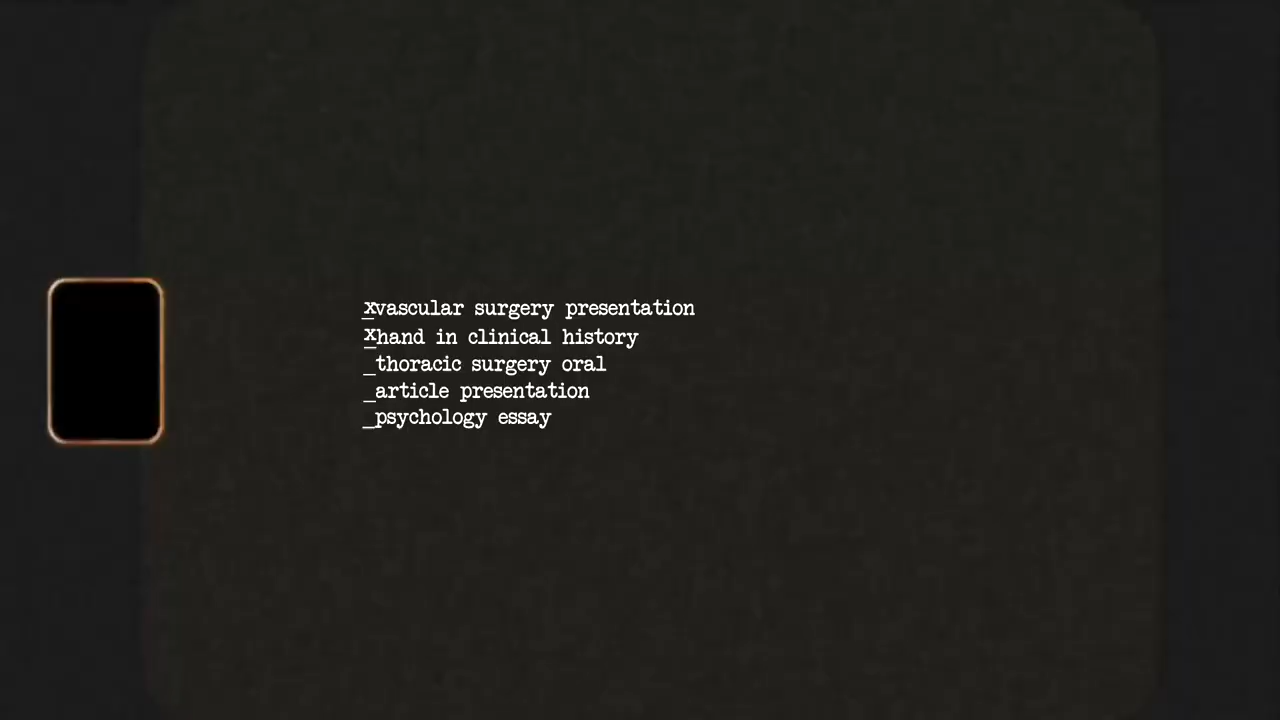 xvascular surgery presentation
xhand in clinical history
_thoracic surgery oral
_article presentation
_psychology essay